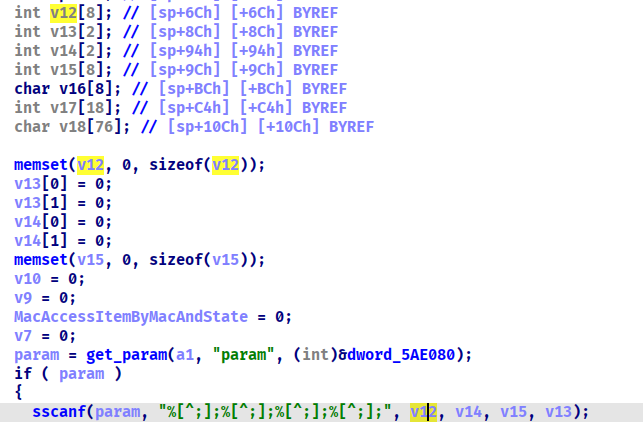 int v12[8]; // [sp+6Ch] [+6Ch] BYREF
int v13[2]; // [sp+8Ch] [+8Ch] BYREF
int v14[2]; // [sp+94h] [+94h] BYREF
int v15[8]; // [sp+9Ch] [+9Ch] BYREF
char v16[8]; // [sp+BCh] [+BCh] BYREF
int v17[18]; // [sp+C4h] [+C4h] BYREF
char v18[76]; // [sp+10Ch] [+10Ch] BYREF
memset(v12, 0, sizeof(v12));
v13[0] = 0;
v13[1] = 0;
v14[0] = 0;
v14[1] = 0;
memset(v15, 0, sizeof(v15));
v10 = 0;
v9 = 0;
MacAccessItemByMacAndState = 0;
v7 = 0;
param = get_param(a1, "param", (int)&dword_5AE080);
if ( param )
{
sscanf(param, "%[^;];%[^;];%[^;];%[^;];", v12, v14, v15, v13);